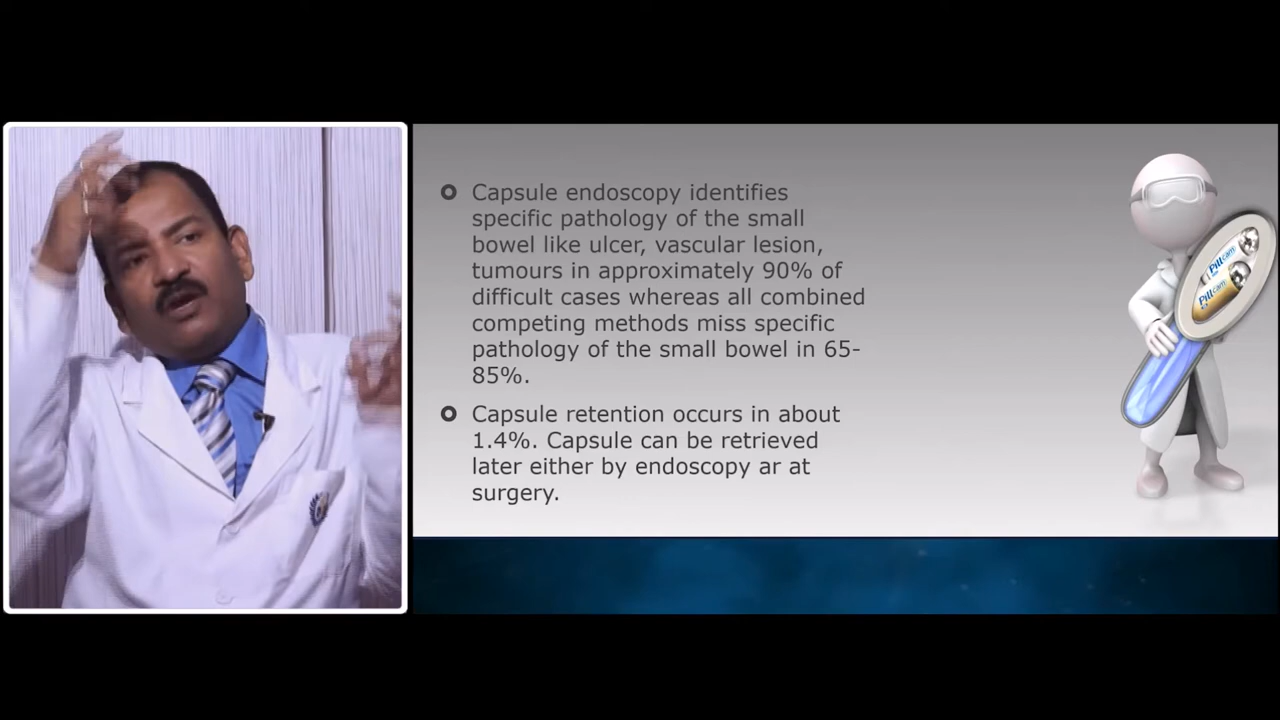 Capsule endoscopy identifies
specific pathology of the small
bowel like ulcer, vascular lesion,
tumours in approximately 90% of
difficult cases whereas all combined
competing methods miss specific
pathology of the small bowel in 65-
85%.
Capsule retention occurs in about
1.4%. Capsule can be retrieved
later either by endoscopy ar at
surgery.
Pillcam
Pillcam